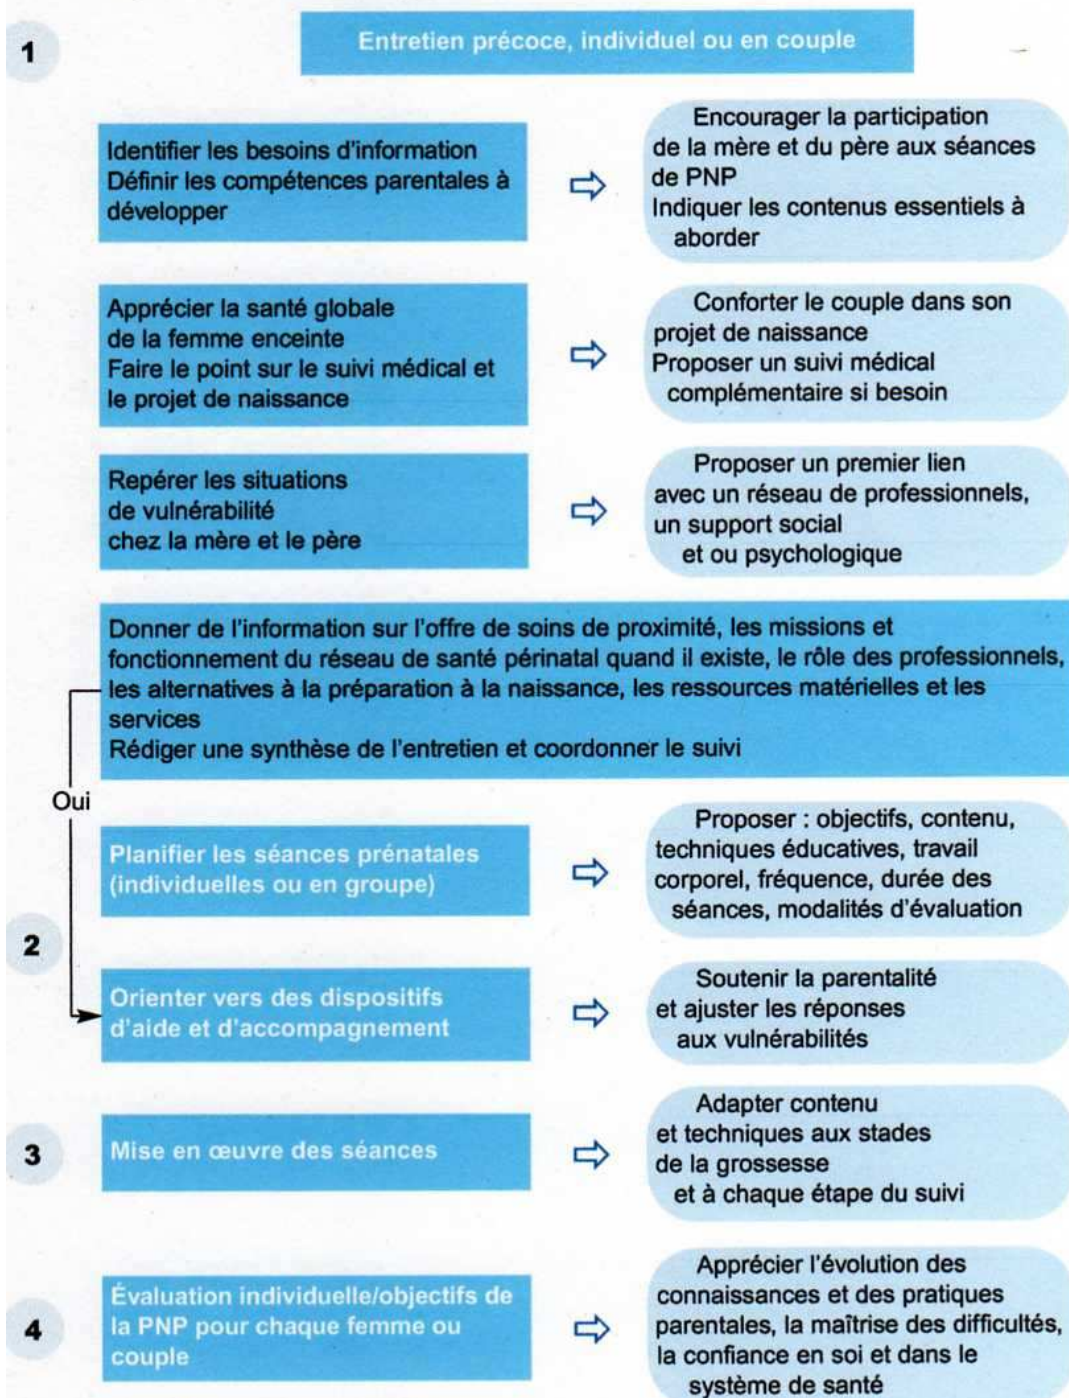 1
Entretien précoce, individuel ou en couple
Identifier les besoins d'information
Définir les compétences parentales à
développer
Encourager la participation
de la mère et du père aux séances
de PNP
Indiquer les contenus essentiels à
aborder
Apprécier la santé globale
de la femme enceinte
Faire le point sur le suivi médical et
le projet de naissance
Conforter le couple dans son
projet de naissance
Proposer un suivi médical
complémentaire si besoin
Repérer les situations
de vulnérabilité
chez la mère et le père
Proposer un premier lien
avec un réseau de professionnels,
un support social
et ou psychologique
Donner de l'information sur l'offre de soins de proximité, les missions et
fonctionnement du réseau de santé périnatal quand il existe, le rôle des professionnels,
les alternatives à la préparation à la naissance, les ressources matérielles et les
services
Rédiger une synthèse de l'entretien et coordonner le suivi
Oui
2
Planifier les séances prénatales
(individuelles ou en groupe)
Proposer : objectifs, contenu,
techniques éducatives, travail
corporel, fréquence, durée des
séances, modalités d'évaluation
Orienter vers des dispositifs
d'aide et d'accompagnement
Soutenir la parentalité
et ajuster les réponses
aux vulnérabilités
3
Mise en œuvre des séances
Adapter contenu
et techniques aux stades
de la grossesse
et à chaque étape du suivi
4
Évaluation individuelle/objectifs de
la PNP pour chaque femme ou
couple
Apprécier l'évolution des
connaissances et des pratiques
parentales, la maîtrise des difficultés,
la confiance en soi et dans le
système de santé